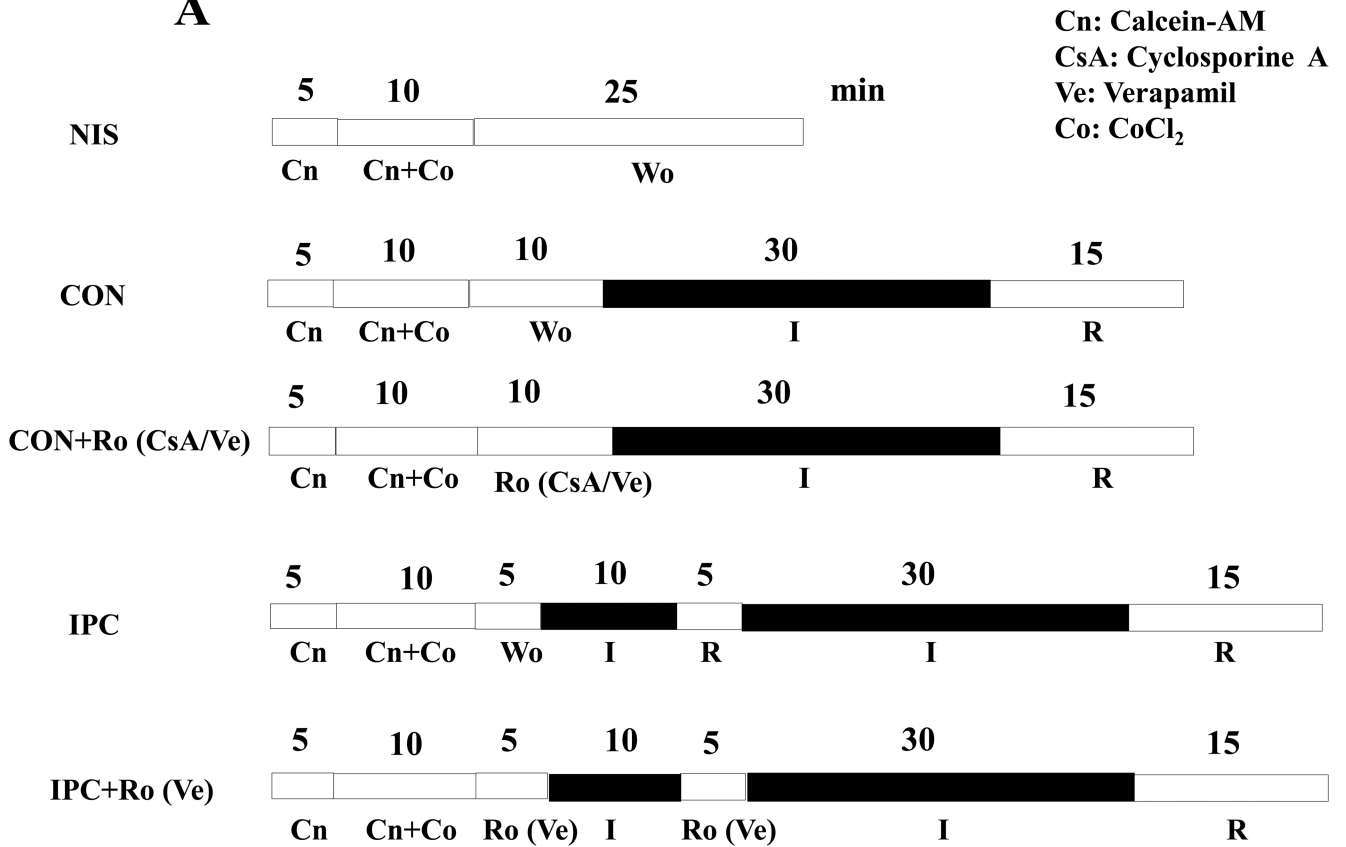 A
Cn: Calcein-AM
CsA: Cyclosporine A
Ve: Verapamil
Co: CoCl₂
5 10 25 min
NIS
Cn Cn+Co Wo
5 10 10 30 15
CON
Cn Cn+Co Wo I R
5 10 10 30 15
CON+Ro (CsA/Ve)
Cn Cn+Co Ro (CsA/Ve) I R
5 10 5 10 5 30 15
IPC
Cn Cn+Co Wo I R I R
5 10 5 10 5 30 15
IPC+Ro (Ve)
Cn Cn+Co Ro (Ve) I Ro (Ve) I R